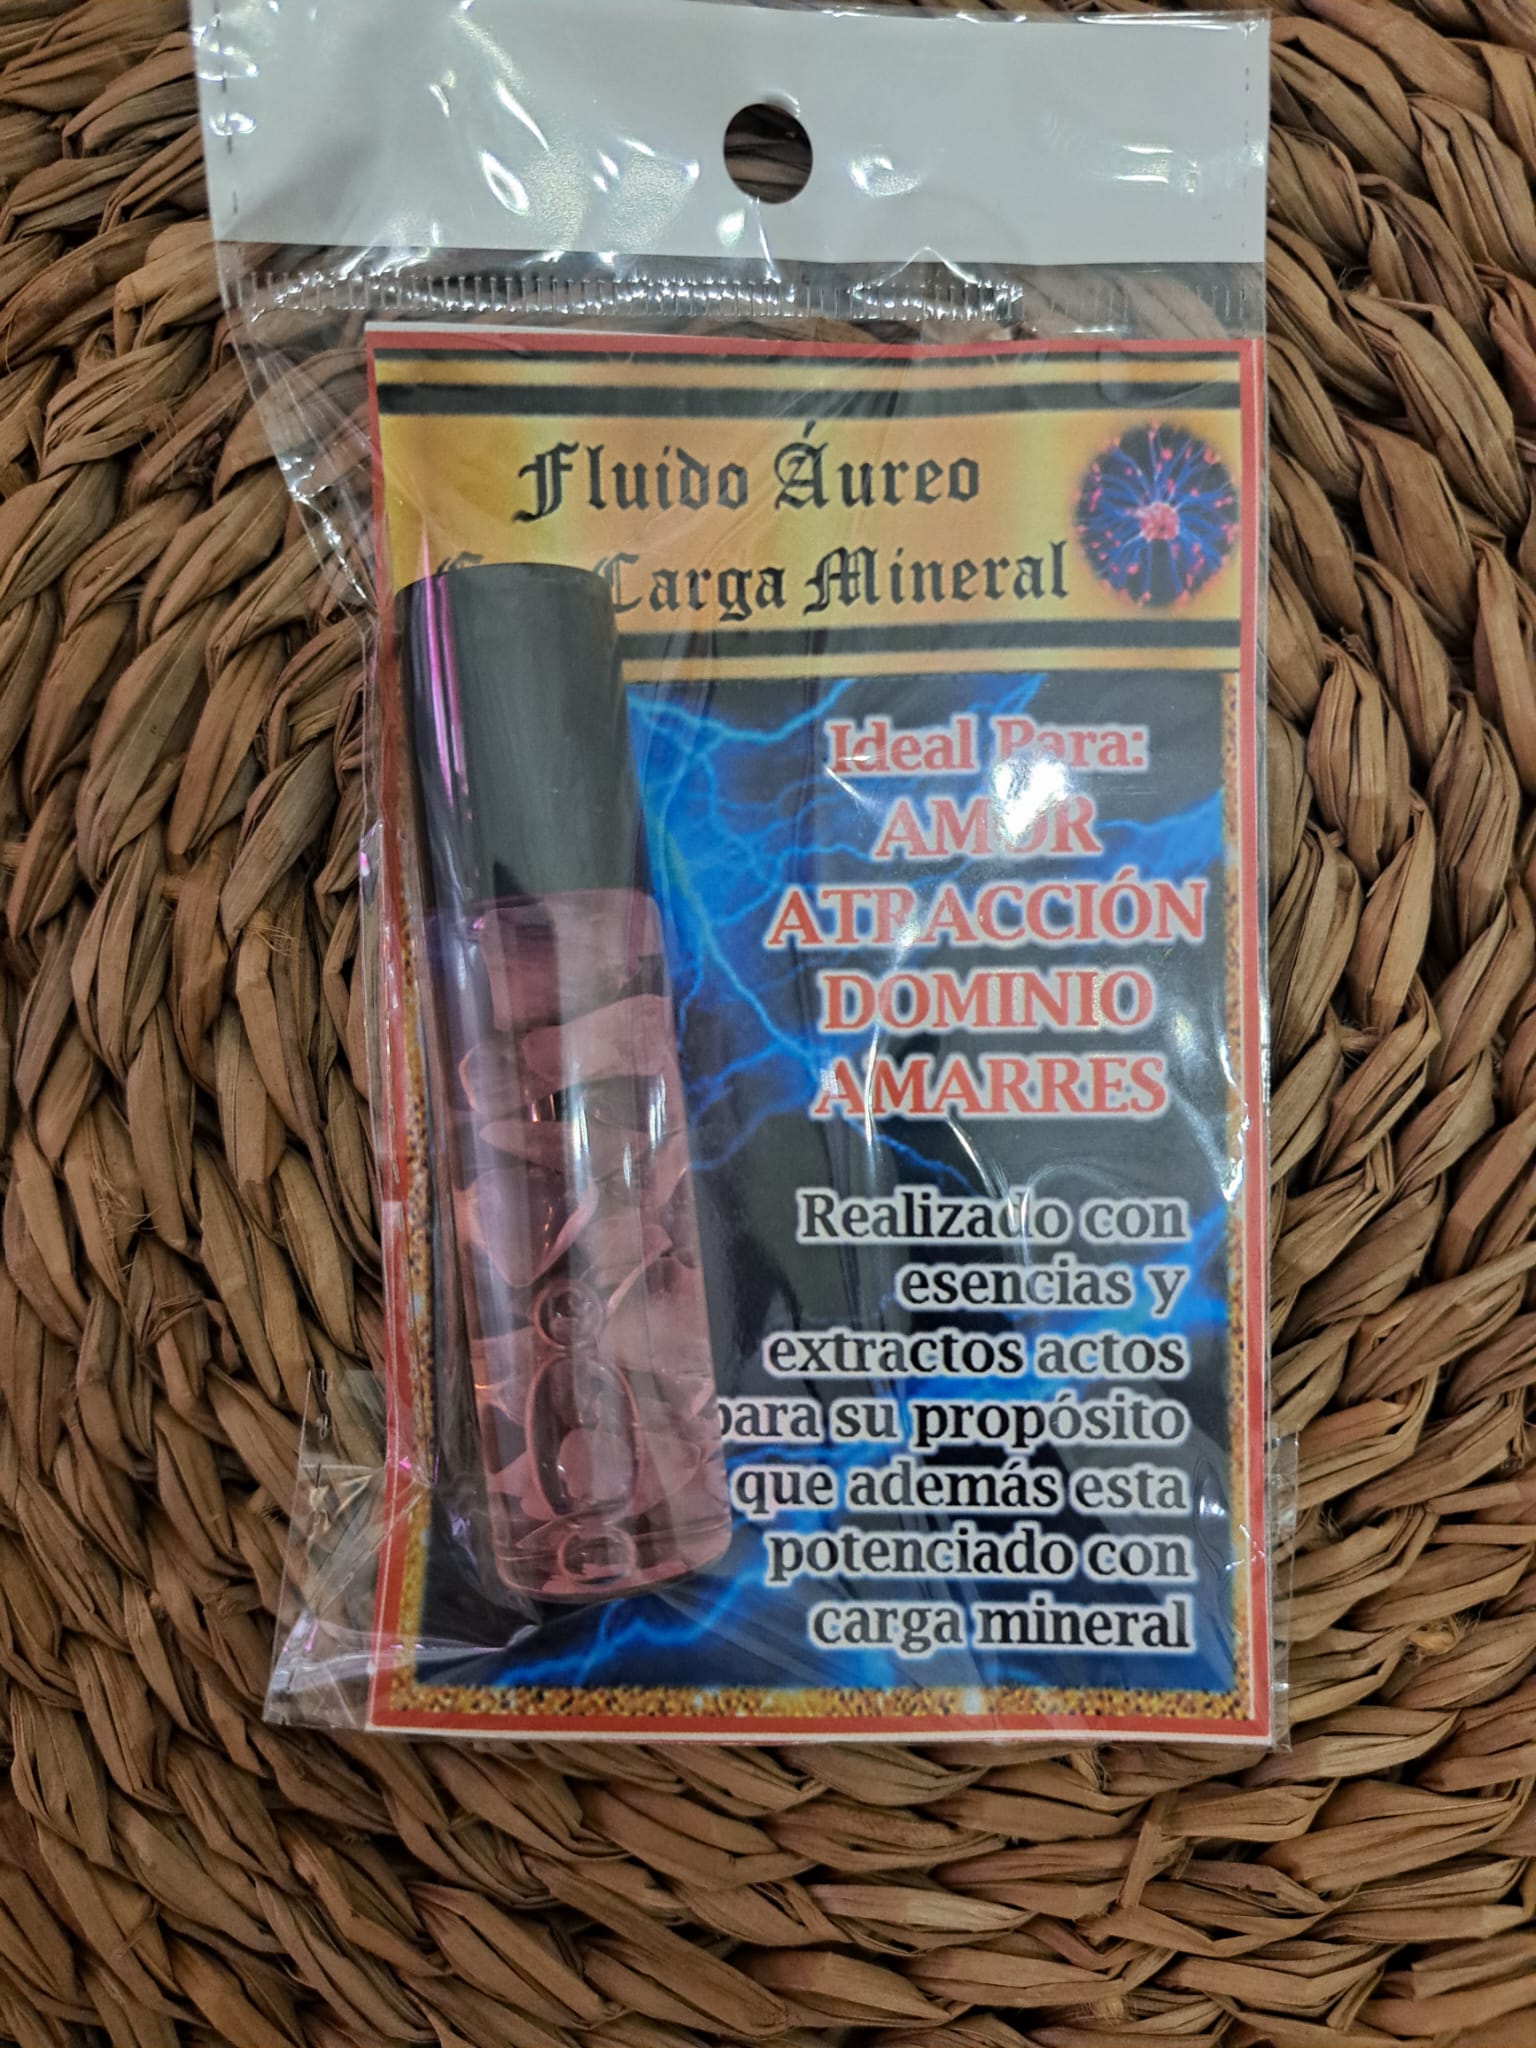 Fluido Áureo
Carga Mineral
Ideal Para:
AMOR
ATRACCIÓN
DOMINIO
AMARRES
Realizado con
esencias y
extractos actos
para su propósito
que además esta
potenciado con
carga mineral